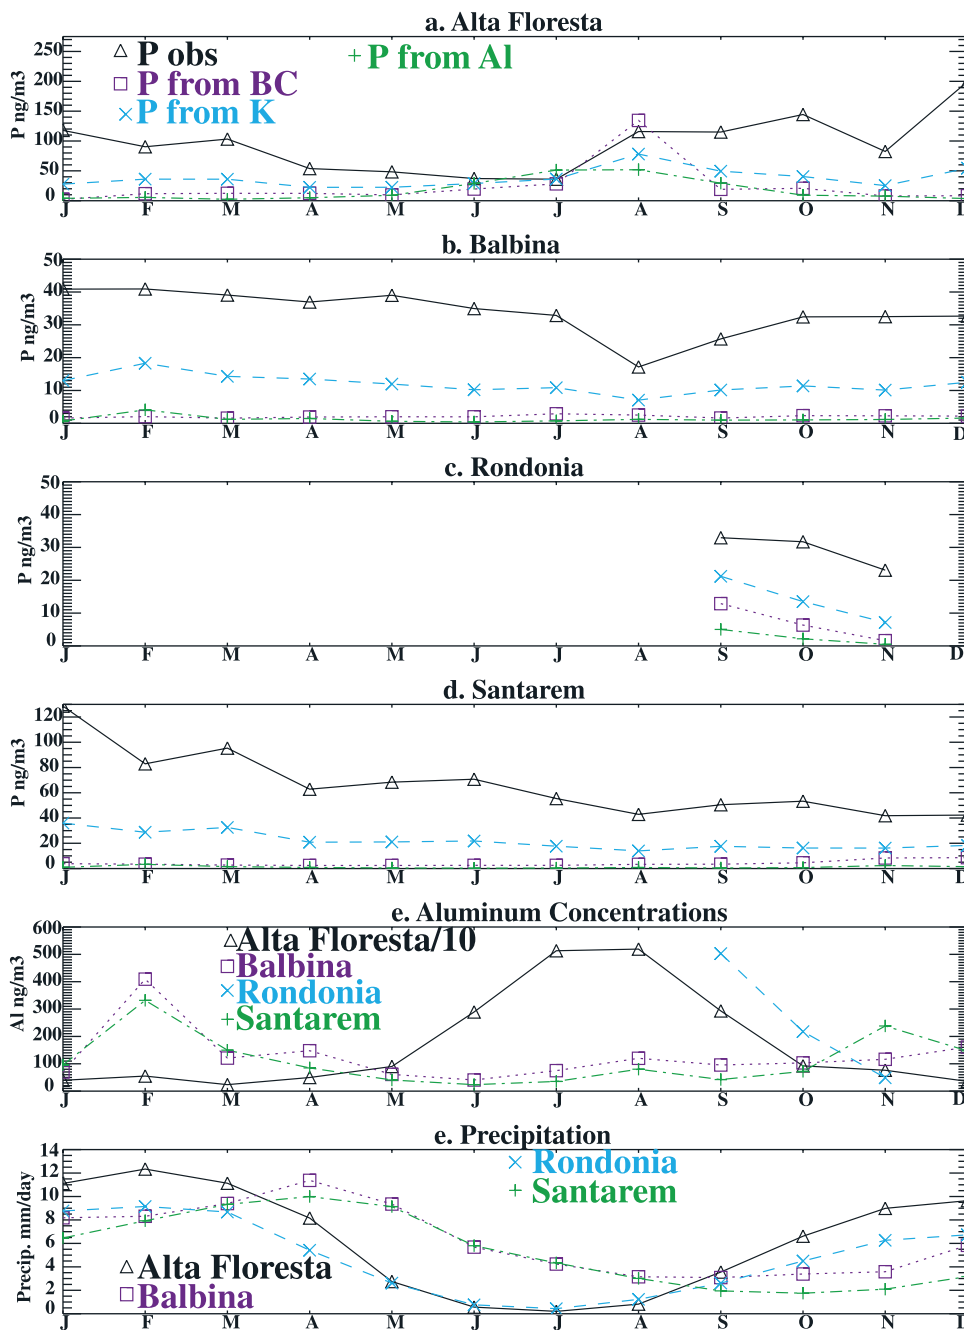 a. Alta Floresta
P ng/m3
250
200
150
100
50
0
P obs
P from Al
P from BC
P from K
J F M A M J J A S O N D
b. Balbina
P ng/m3
50
40
30
20
10
0
J F M A M J J A S O N D
c. Rondonia
P ng/m3
50
40
30
20
10
0
J F M A M J J A S O N D
d. Santarem
P ng/m3
120
100
80
60
40
20
0
J F M A M J J A S O N D
e. Aluminum Concentrations
Al ng/m3
600
500
400
300
200
100
0
Alta Floresta/10
Balbina
Rondonia
Santarem
J F M A M J J A S O N D
e. Precipitation
Precip. mm/day
14
12
10
8
6
4
2
0
Rondonia
Santarem
Alta Floresta
Balbina
J F M A M J J A S O N D